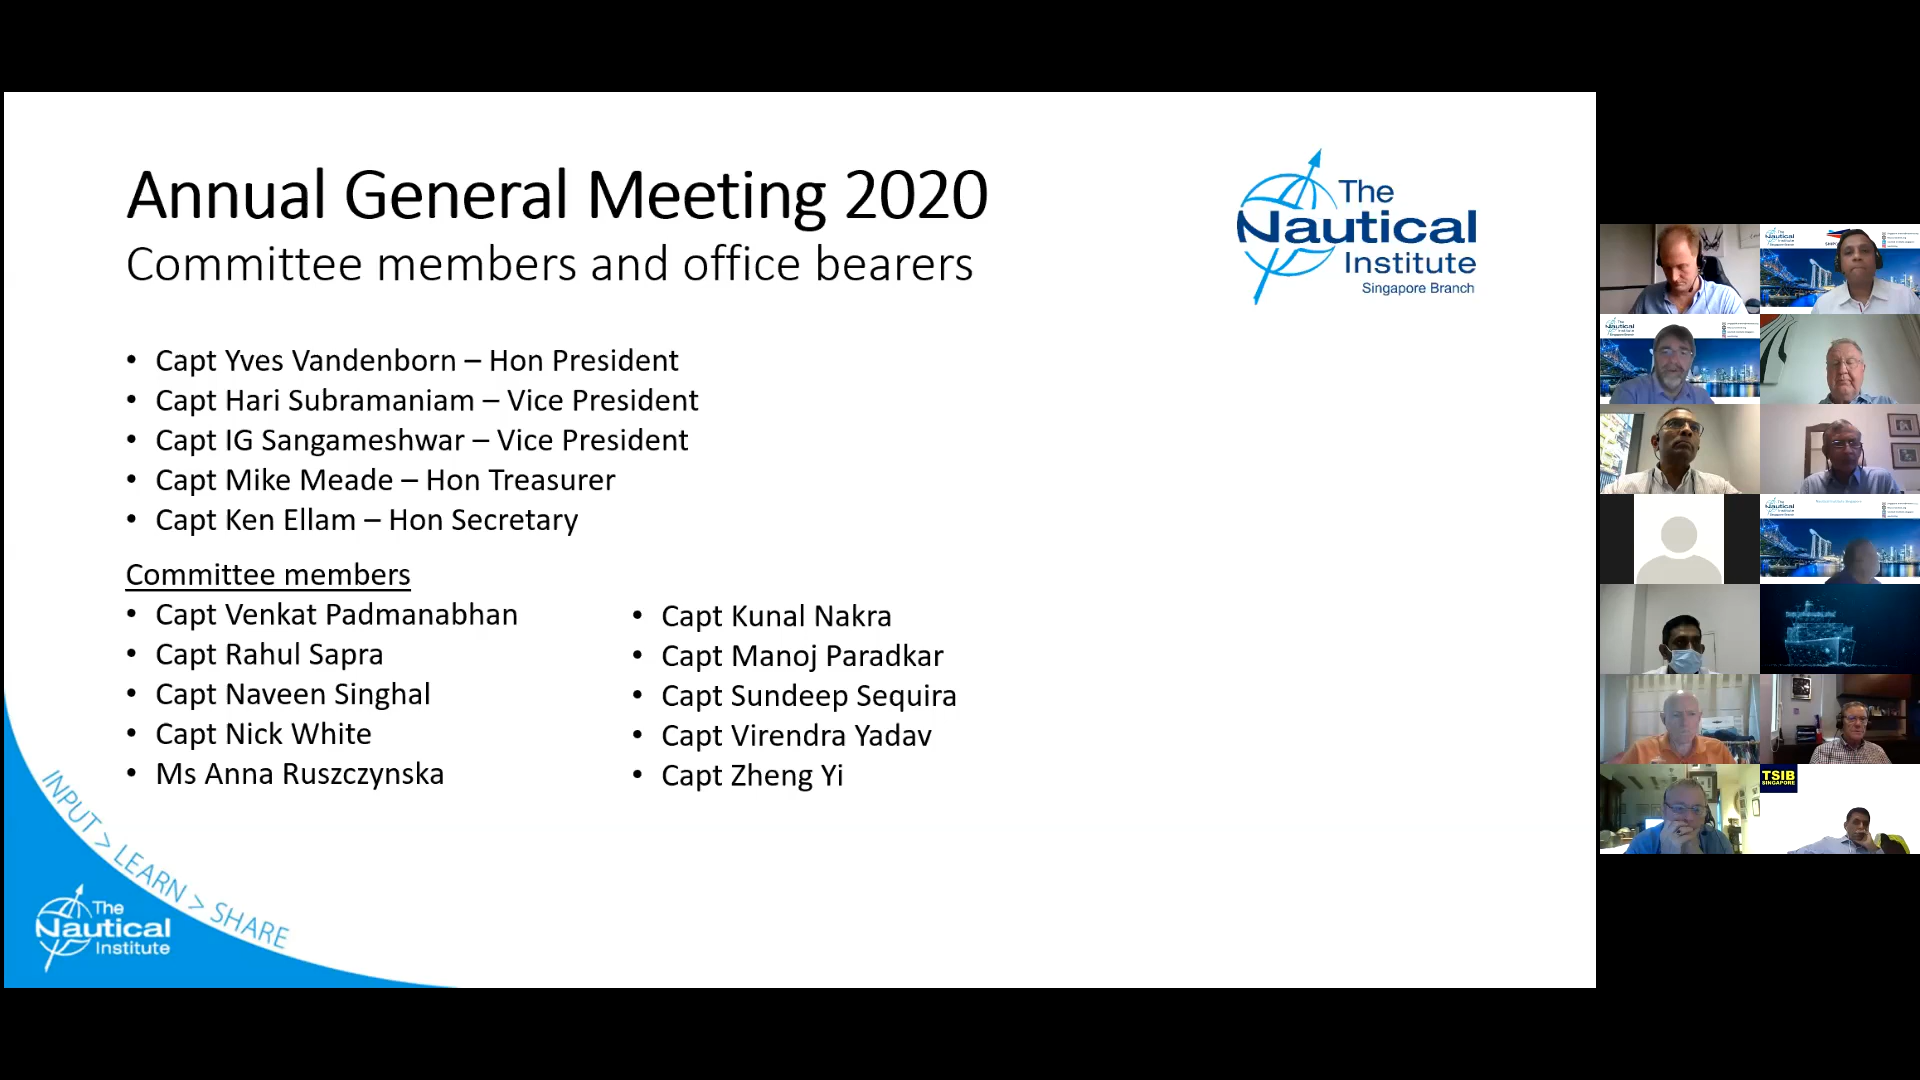 Annual General Meeting 2020
Committee members and office bearers
The
Nautical
Institute
Singapore Branch
• Capt Yves Vandenborn – Hon President
• Capt Hari Subramaniam – Vice President
• Capt IG Sangameshwar – Vice President
• Capt Mike Meade – Hon Treasurer
• Capt Ken Ellam – Hon Secretary
Committee members
• Capt Venkat Padmanabhan
• Capt Rahul Sapra
• Capt Naveen Singhal
• Capt Nick White
• Ms Anna Ruszczynska
• Capt Kunal Nakra
• Capt Manoj Paradkar
• Capt Sundeep Sequira
• Capt Virendra Yadav
• Capt Zheng Yi
INPUT > LEARN > SHARE
The
Nautical
Institute
TSIB
SINGAPORE